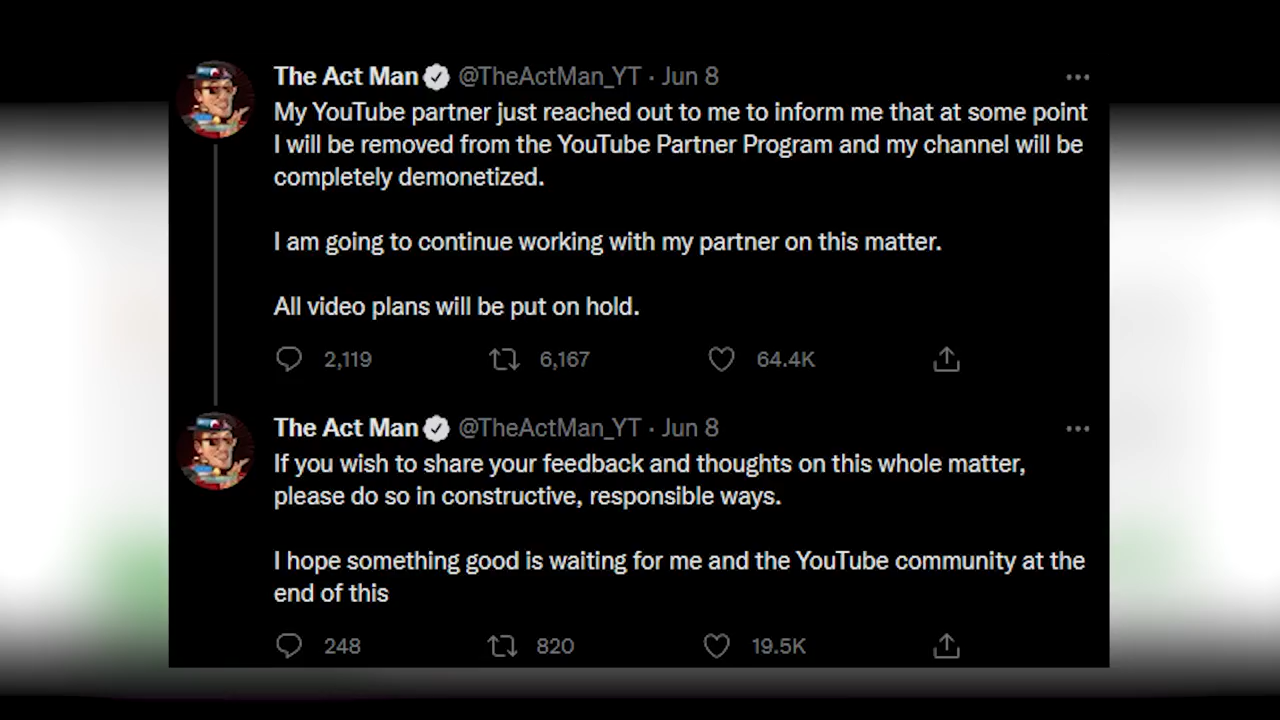 The Act Man @TheActMan_YT · Jun 8
My YouTube partner just reached out to me to inform me that at some point
I will be removed from the YouTube Partner Program and my channel will be
completely demonetized.
I am going to continue working with my partner on this matter.
All video plans will be put on hold.
2,119 6,167 64.4K
The Act Man @TheActMan_YT · Jun 8
If you wish to share your feedback and thoughts on this whole matter,
please do so in constructive, responsible ways.
I hope something good is waiting for me and the YouTube community at the
end of this
248 820 19.5K